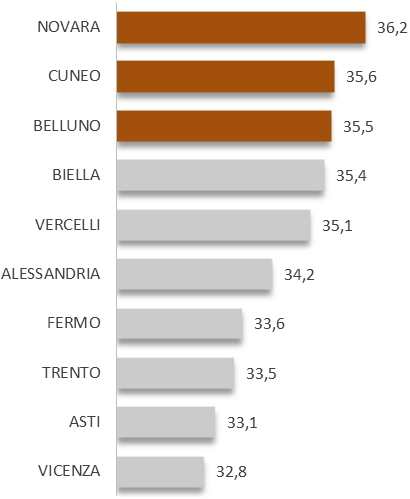 NOVARA 36,2
CUNEO 35,6
BELLUNO 35,5
BIELLA 35,4
VERCELLI 35,1
ALESSANDRIA 34,2
FERMO 33,6
TRENTO 33,5
ASTI 33,1
VICENZA 32,8